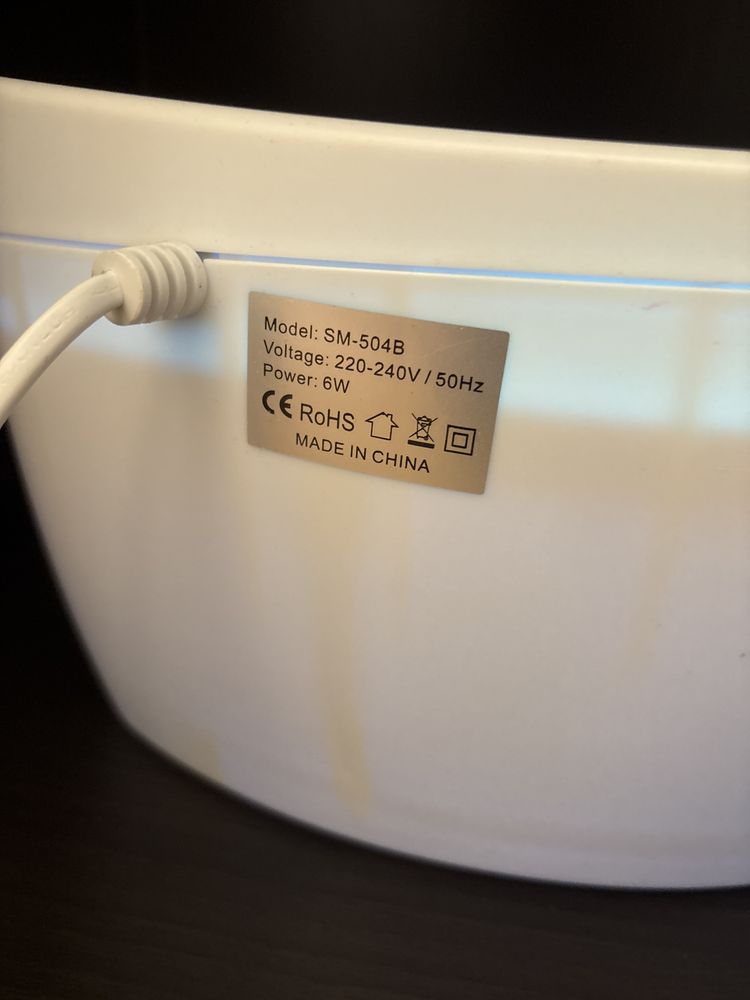 Model: SM-504B
Voltage: 220-240V / 50Hz
Power: 6W
CE RoHS
MADE IN CHINA